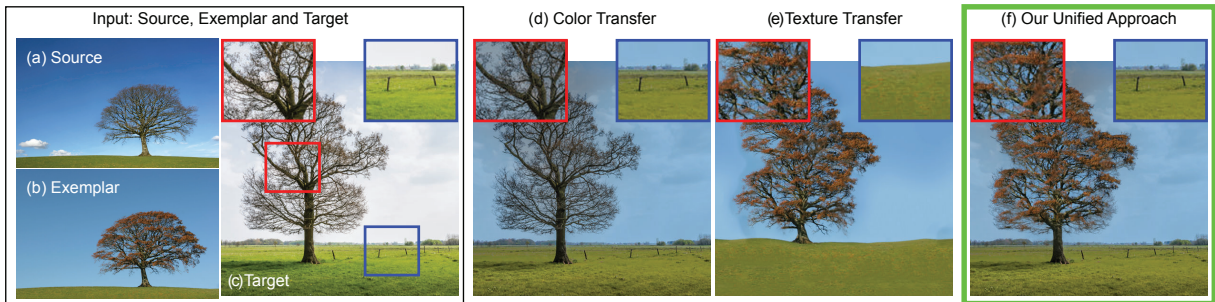 Input: Source, Exemplar and Target
(d) Color Transfer
(e)Texture Transfer
(f) Our Unified Approach
(a) Source
(b) Exemplar
(c)Target